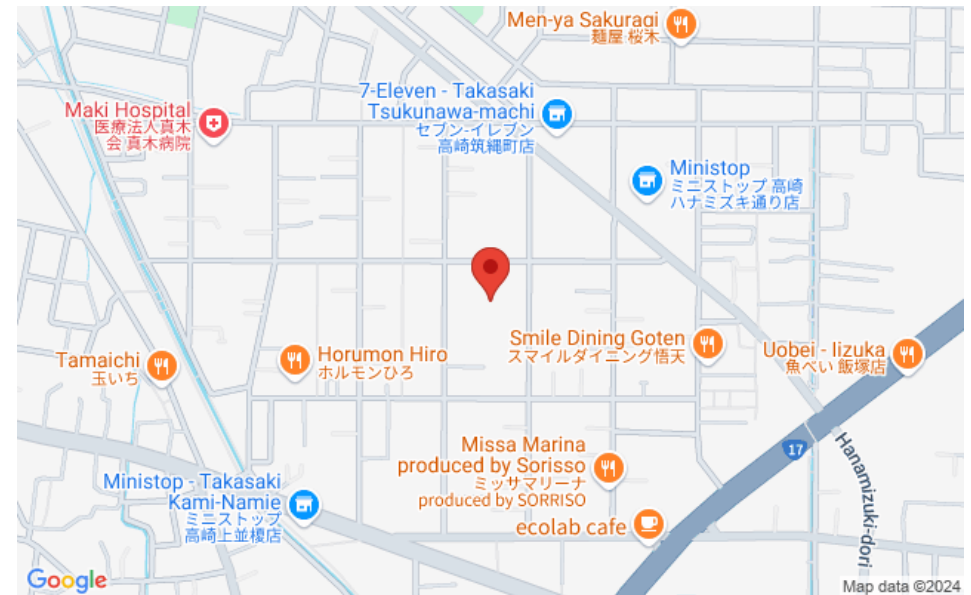 Men-ya Sakuragi
麺屋 桜木
7-Eleven - Takasaki
Tsukunawa-machi
セブン-イレブン
高崎筑縄町店
Maki Hospital
医療法人真木
会 真木病院
Ministop
ミニストップ 高崎
ハナミズキ通り店
Smile Dining Goten
スマイルダイニング悟天
Uobei - Iizuka
魚べい 飯塚店
Horumon Hiro
ホルモンひろ
Tamaichi
玉いち
17
Hanamizuki-dori
Missa Marina
produced by Sorisso
ミッサマリーナ
produced by SORRISO
Ministop - Takasaki
Kami-Namie
ミニストップ
高崎上並榎店
ecolab cafe
Google
Map data ©2024